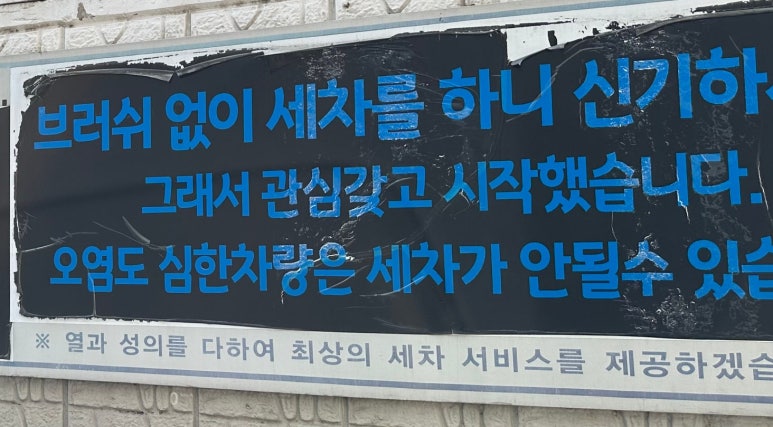 브러쉬 없이 세차를 하니 신기하
그래서 관심갖고 시작했습니다.
오염도 심한차량은 세차가 안될수 있습
※ 열과 성의를 다하여 최상의 세차 서비스를 제공하겠습